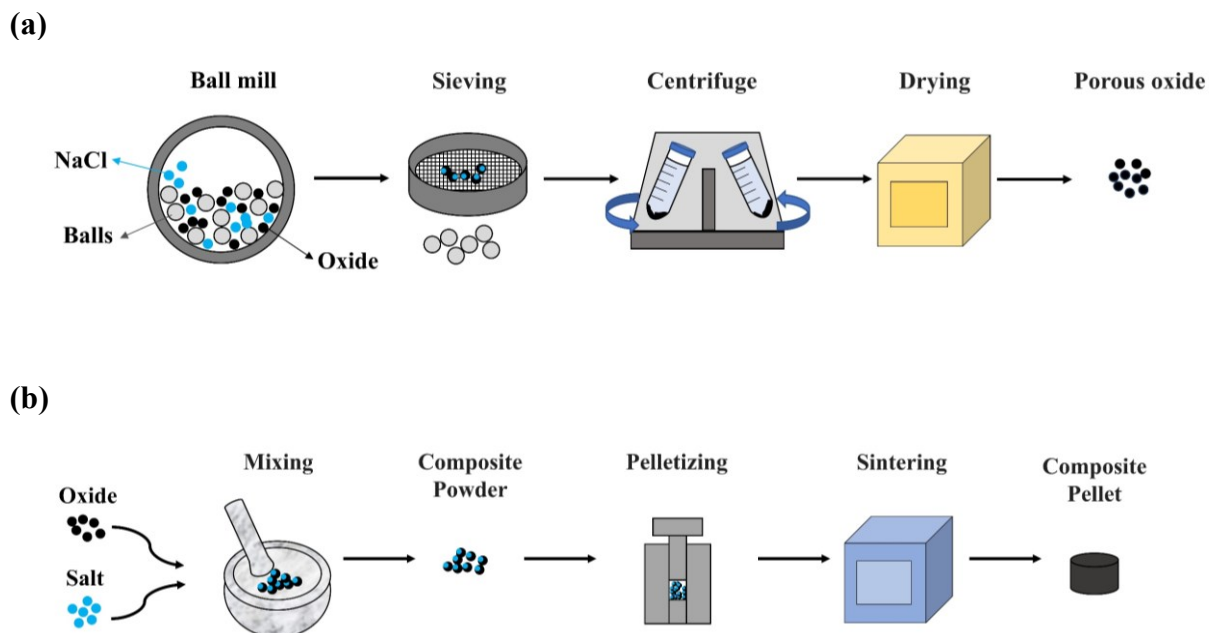 (a)
Ball mill
Sieving
Centrifuge
Drying
Porous oxide
NaCl
Balls
Oxide
(b)
Mixing
Composite
Powder
Pelletizing
Sintering
Composite
Pellet
Oxide
Salt